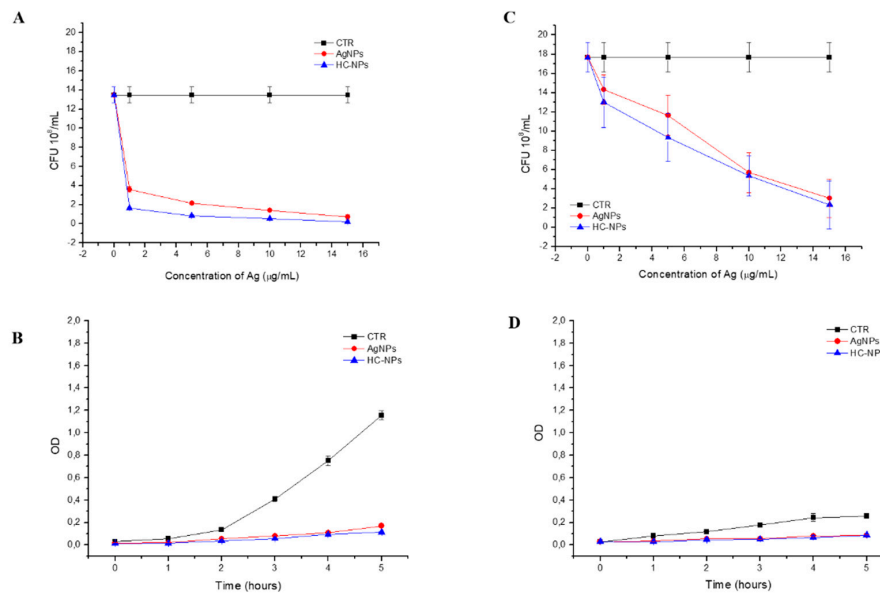 A
CTR
AgNPs
HC-NPs
18
16
14
12
10
8
6
4
2
0
-2
CFU 10⁸/mL
-2 0 2 4 6 8 10 12 14 16
Concentration of Ag (µg/mL)
C
20
18
16
14
12
10
8
6
4
2
0
-2
CFU 10⁸/mL
CTR
AgNPs
HC-NPs
-2 0 2 4 6 8 10 12 14 16
Concentration of Ag (µg/mL)
B
2,0
1,8
1,6
1,4
1,2
1,0
0,8
0,6
0,4
0,2
0,0
OD
CTR
AgNPs
HC-NPs
0 1 2 3 4 5
Time (hours)
D
2,0
1,8
1,6
1,4
1,2
1,0
0,8
0,6
0,4
0,2
0,0
OD
CTR
AgNPs
HC-NP
0 1 2 3 4 5
Time (hours)